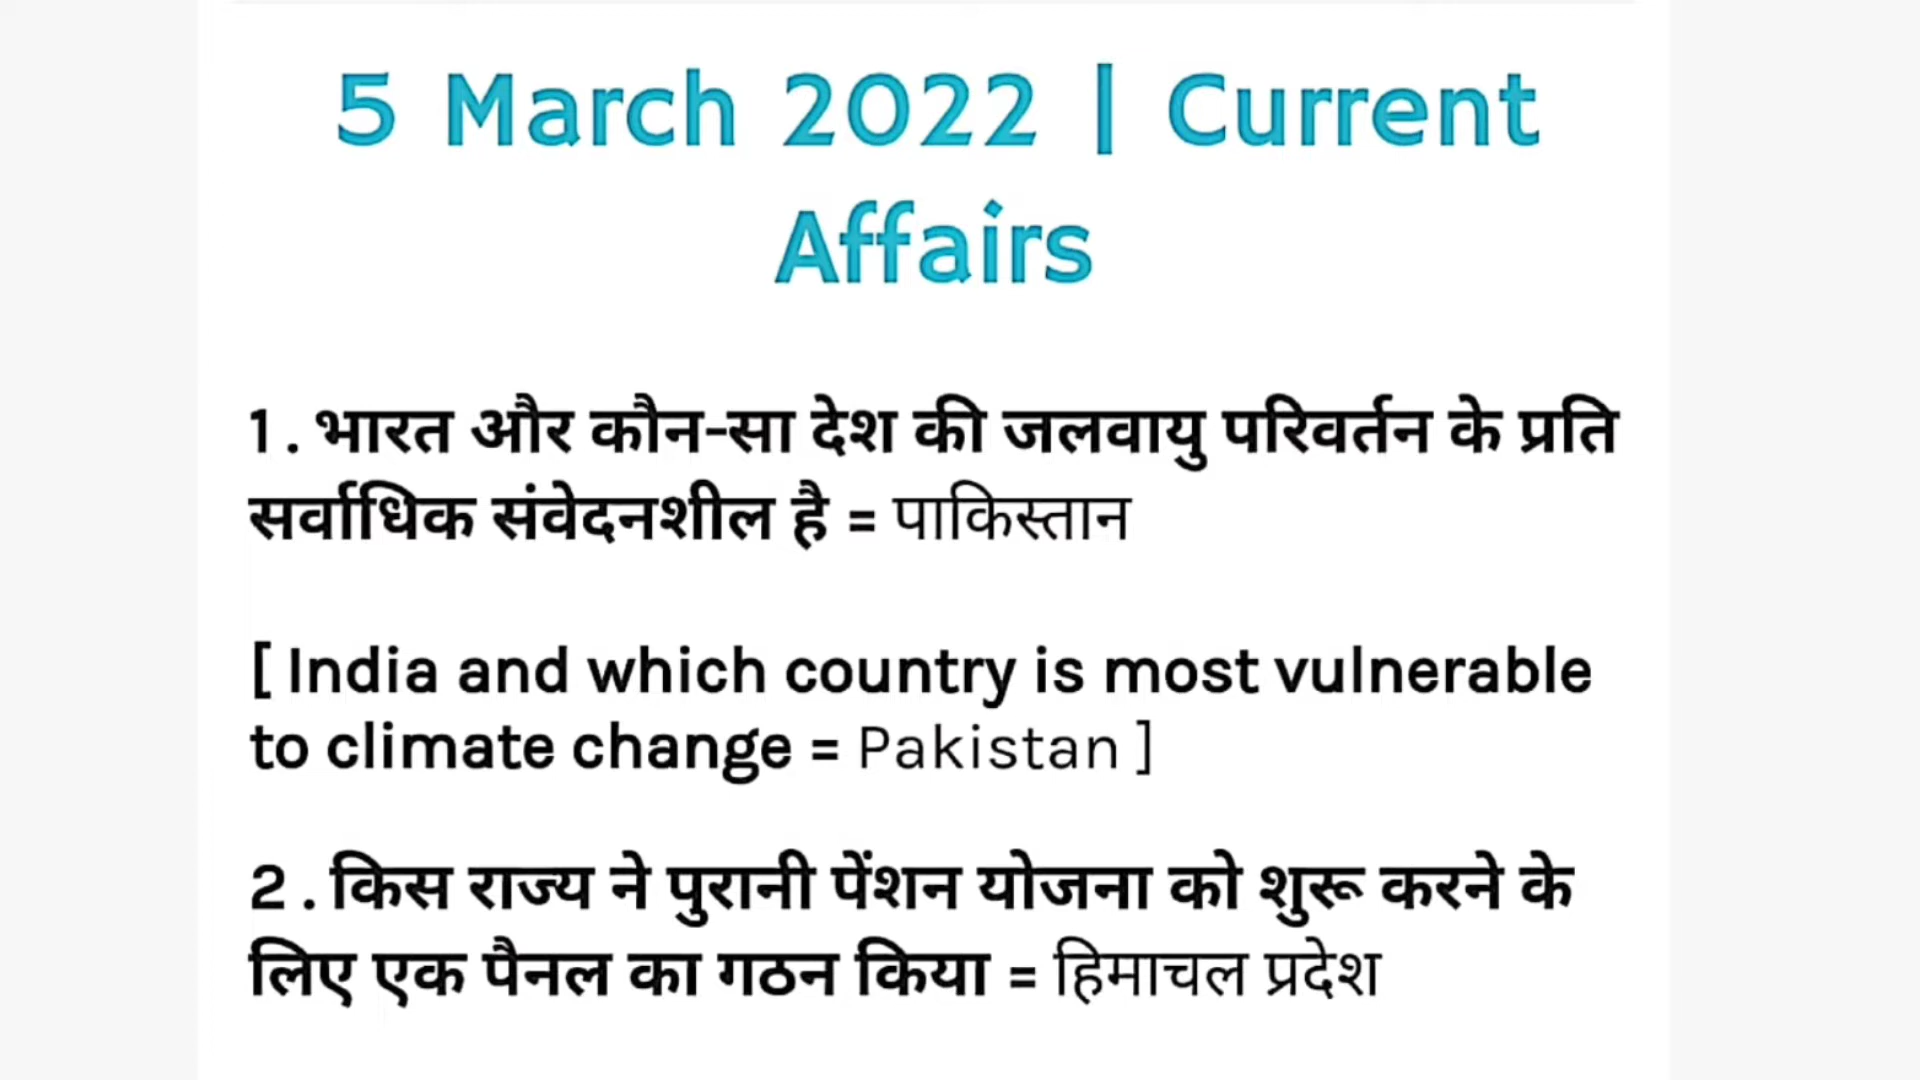 5 March 2022 | Current
Affairs
1. भारत और कौन-सा देश की जलवायु परिवर्तन के प्रति
सर्वाधिक संवेदनशील है = पाकिस्तान
[ India and which country is most vulnerable
to climate change = Pakistan ]
2. किस राज्य ने पुरानी पेंशन योजना को शुरू करने के
लिए एक पैनल का गठन किया = हिमाचल प्रदेश